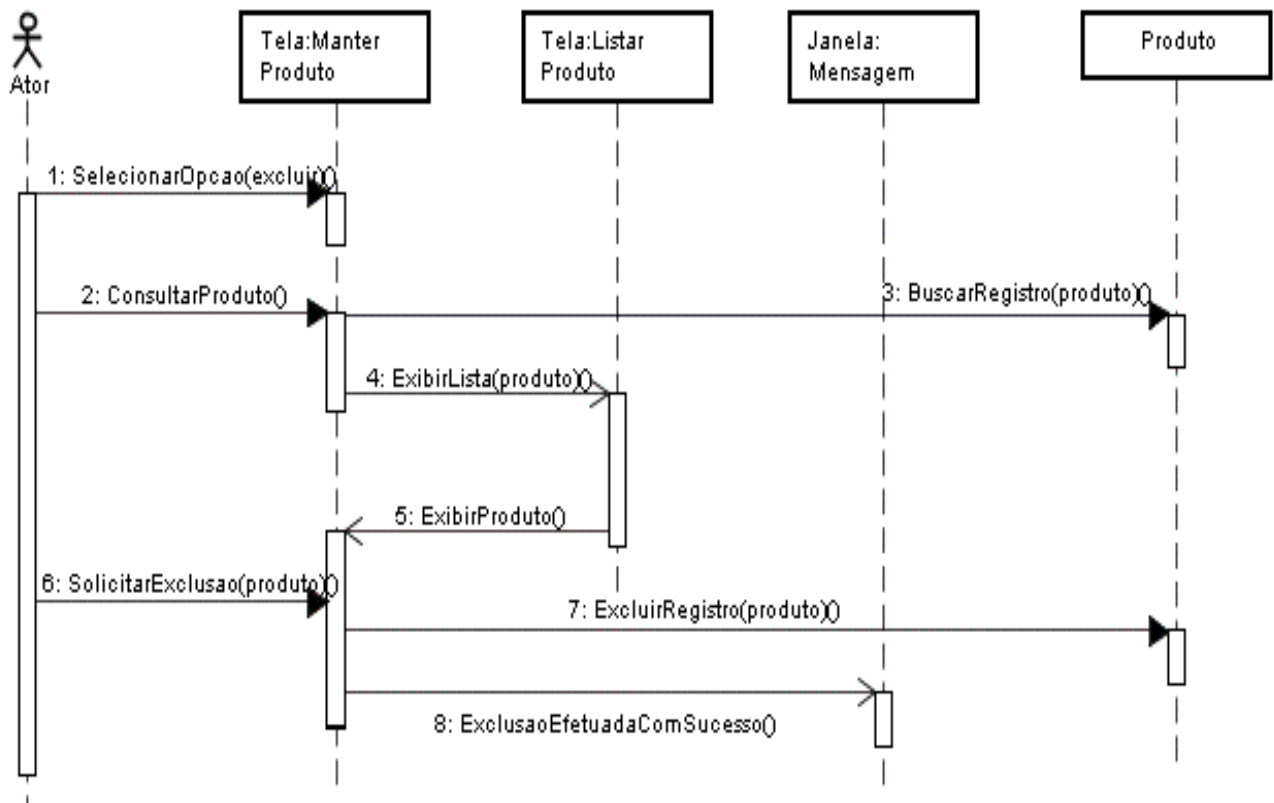 Ator
Tela:Manter
Produto
Tela:Listar
Produto
Janela:
Mensagem
Produto
1: SelecionarOpcao(excluir)()
2: ConsultarProduto()
3: BuscarRegistro(produto)()
4: ExibirLista(produto)()
5: ExibirProduto()
6: SolicitarExclusao(produto)()
7: ExcluirRegistro(produto)()
8: ExclusaoEfetuadaComSucesso()